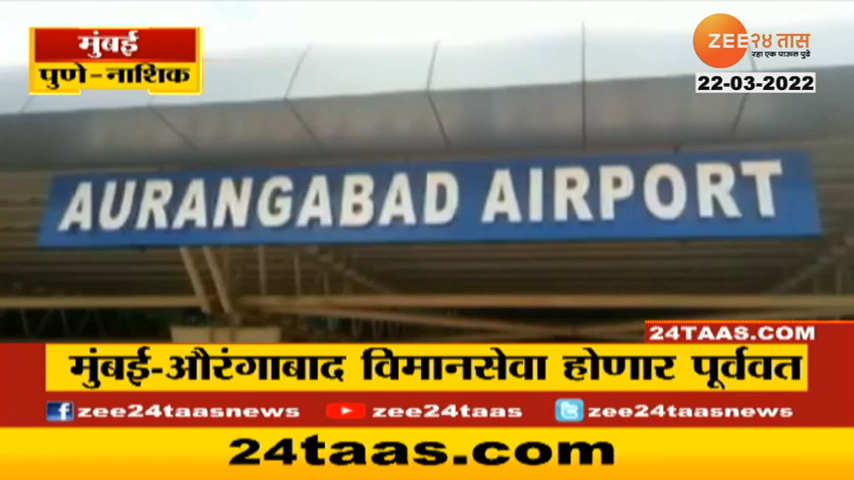 मुंबई
पुणे-नाशिक
ZEE २४ तास
रहा एक पाऊल पुढे
22-03-2022
AURANGABAD AIRPORT
24TAAS.COM
मुंबई-औरंगाबाद विमानसेवा होणार पूर्ववत
zee24taasnews
zee24taas
zee24taasnews
24taas.com